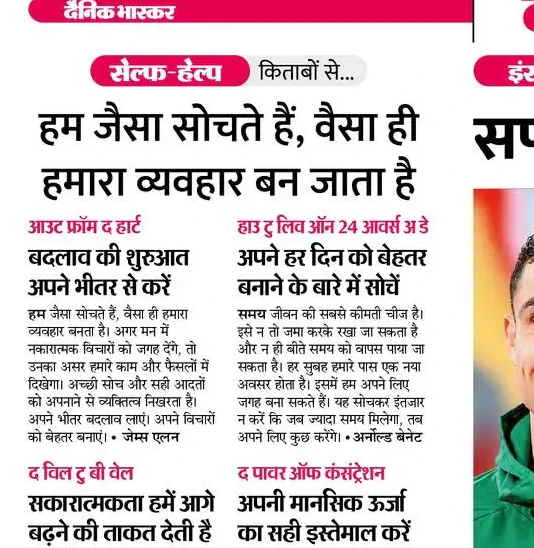 दैनिक भास्कर
सेल्फ-हेल्प किताबों से...
हम जैसा सोचते हैं, वैसा ही
हमारा व्यवहार बन जाता है
आउट फ्रॉम द हार्ट
बदलाव की शुरुआत
अपने भीतर से करें
हम जैसा सोचते हैं, वैसा ही हमारा
व्यवहार बनता है। अगर मन में
नकारात्मक विचारों को जगह देंगे, तो
उनका असर हमारे काम और फैसलों में
दिखेगा। अच्छी सोच और सही आदतों
को अपनाने से व्यक्तित्व निखरता है।
अपने भीतर बदलाव लाएं। अपने विचारों
को बेहतर बनाएं। • जेम्स एलन
हाउ टु लिव ऑन 24 आवर्स अ डे
अपने हर दिन को बेहतर
बनाने के बारे में सोचें
समय जीवन की सबसे कीमती चीज है।
इसे न तो जमा करके रखा जा सकता है
और न ही बीते समय को वापस पाया जा
सकता है। हर सुबह हमारे पास एक नया
अवसर होता है। इसमें हम अपने लिए
जगह बना सकते हैं। यह सोचकर इंतजार
न करें कि जब ज्यादा समय मिलेगा, तब
अपने लिए कुछ करेंगे। • अर्नोल्ड बेनेट
द विल टु बी वेल
सकारात्मकता हमें आगे
बढ़ने की ताकत देती है
द पावर ऑफ कंसंट्रेशन
अपनी मानसिक ऊर्जा
का सही इस्तेमाल करें